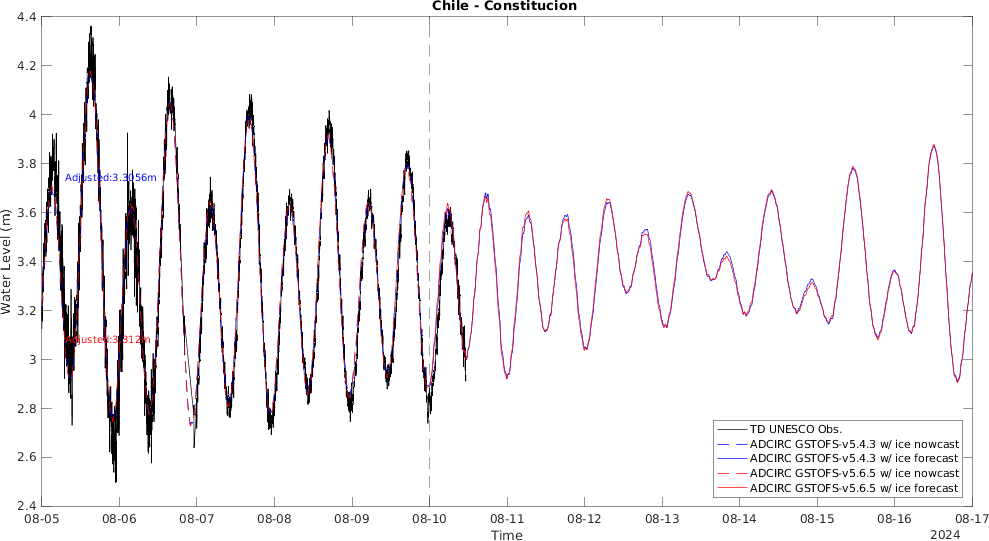 Chile - Constitucion
4.4
4.2
4
3.8
3.6
3.4
3.2
3
2.8
2.6
2.4
Water Level (m)
Adjusted:3.3056m
Adjusted:3.312m
TD UNESCO Obs.
ADCIRC GSTOFS-v5.4.3 w/ ice nowcast
ADCIRC GSTOFS-v5.4.3 w/ ice forecast
ADCIRC GSTOFS-v5.6.5 w/ ice nowcast
ADCIRC GSTOFS-v5.6.5 w/ ice forecast
08-05 08-06 08-07 08-08 08-09 08-10 08-11 08-12 08-13 08-14 08-15 08-16 08-17
Time
2024